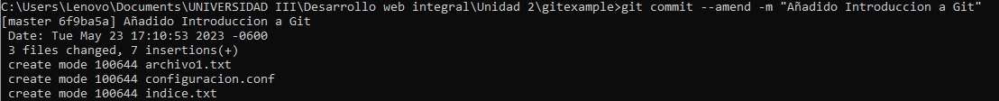 C:\Users\Lenovo\Documents\UNIVERSIDAD III\Desarrollo web integral\Unidad 2\gitexample>git commit --amend -m "Añadido Introduccion a Git"
[master 6f9ba5a] Añadido Introduccion a Git
 Date: Tue May 23 17:10:53 2023 -0600
 3 files changed, 7 insertions(+)
 create mode 100644 archivo1.txt
 create mode 100644 configuracion.conf
 create mode 100644 indice.txt